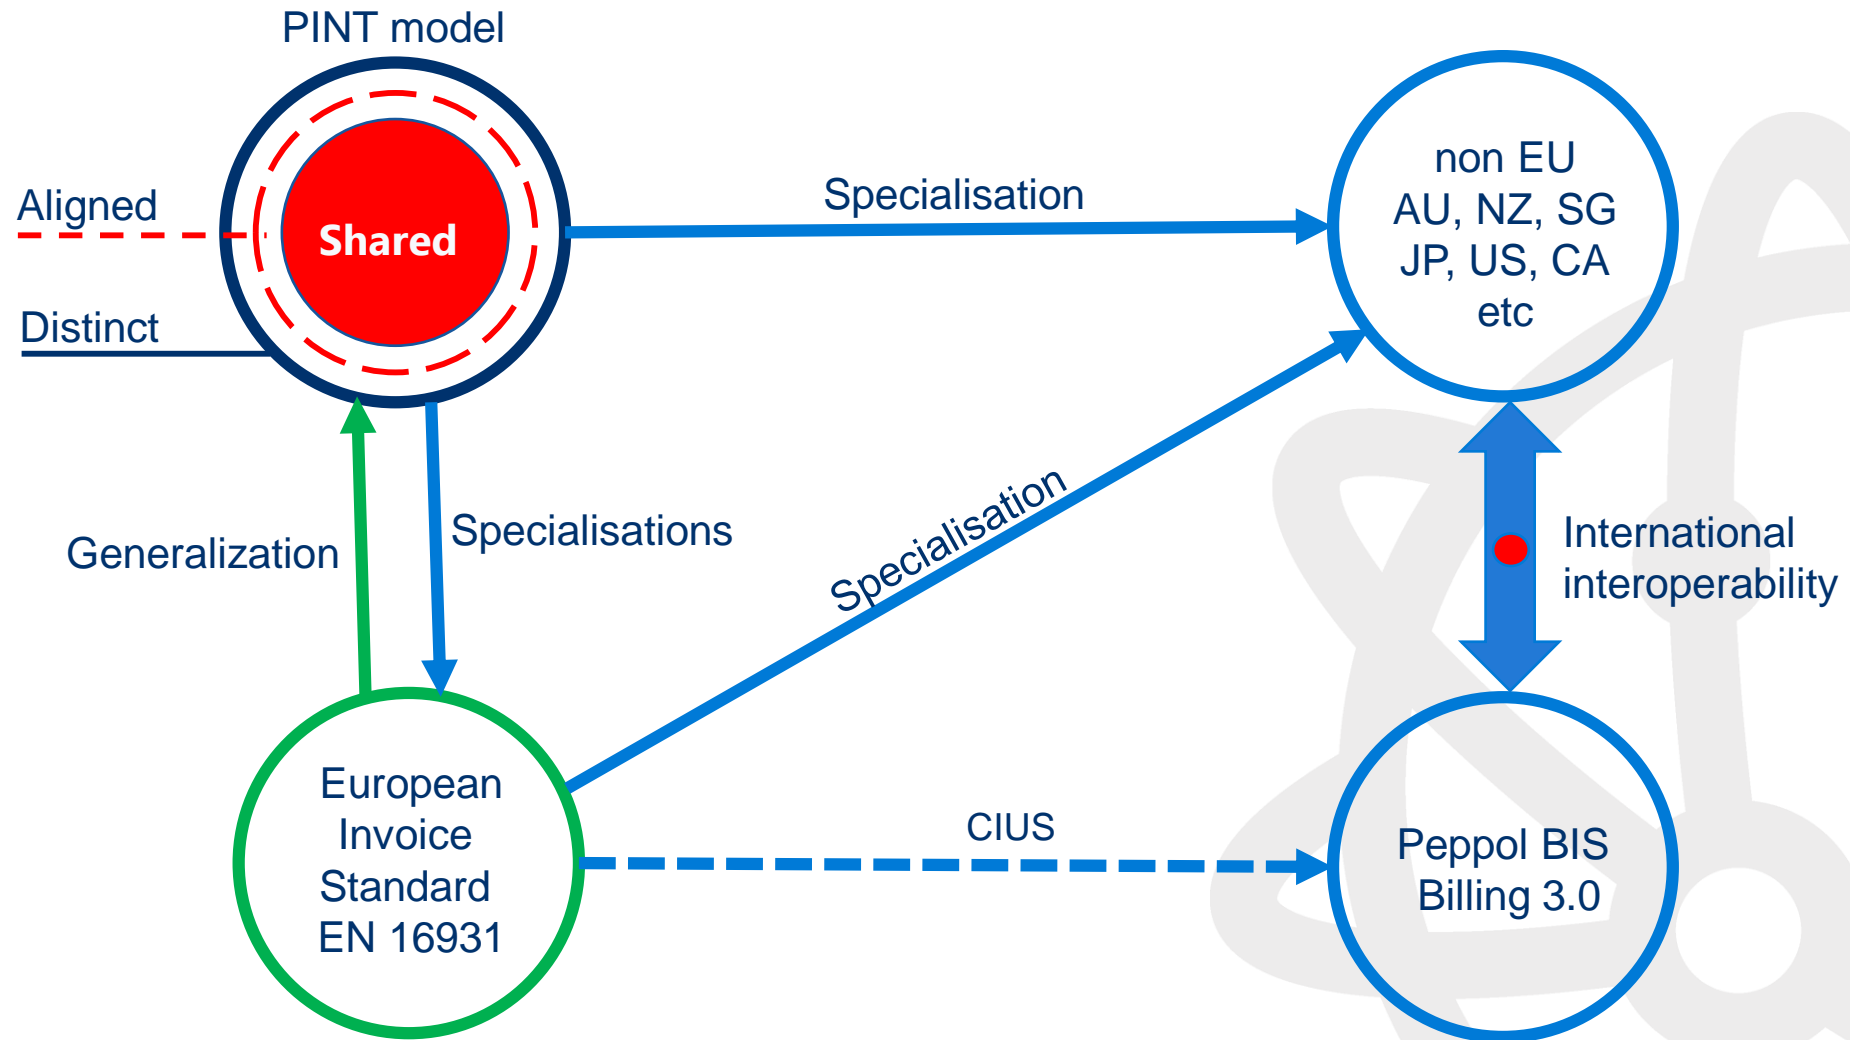 PINT model
Aligned
Shared
Distinct
Specialisation
non EU
AU, NZ, SG
JP, US, CA
etc
Generalization
Specialisations
Specialisation
International
interoperability
European
Invoice
Standard
EN 16931
CIUS
Peppol BIS
Billing 3.0